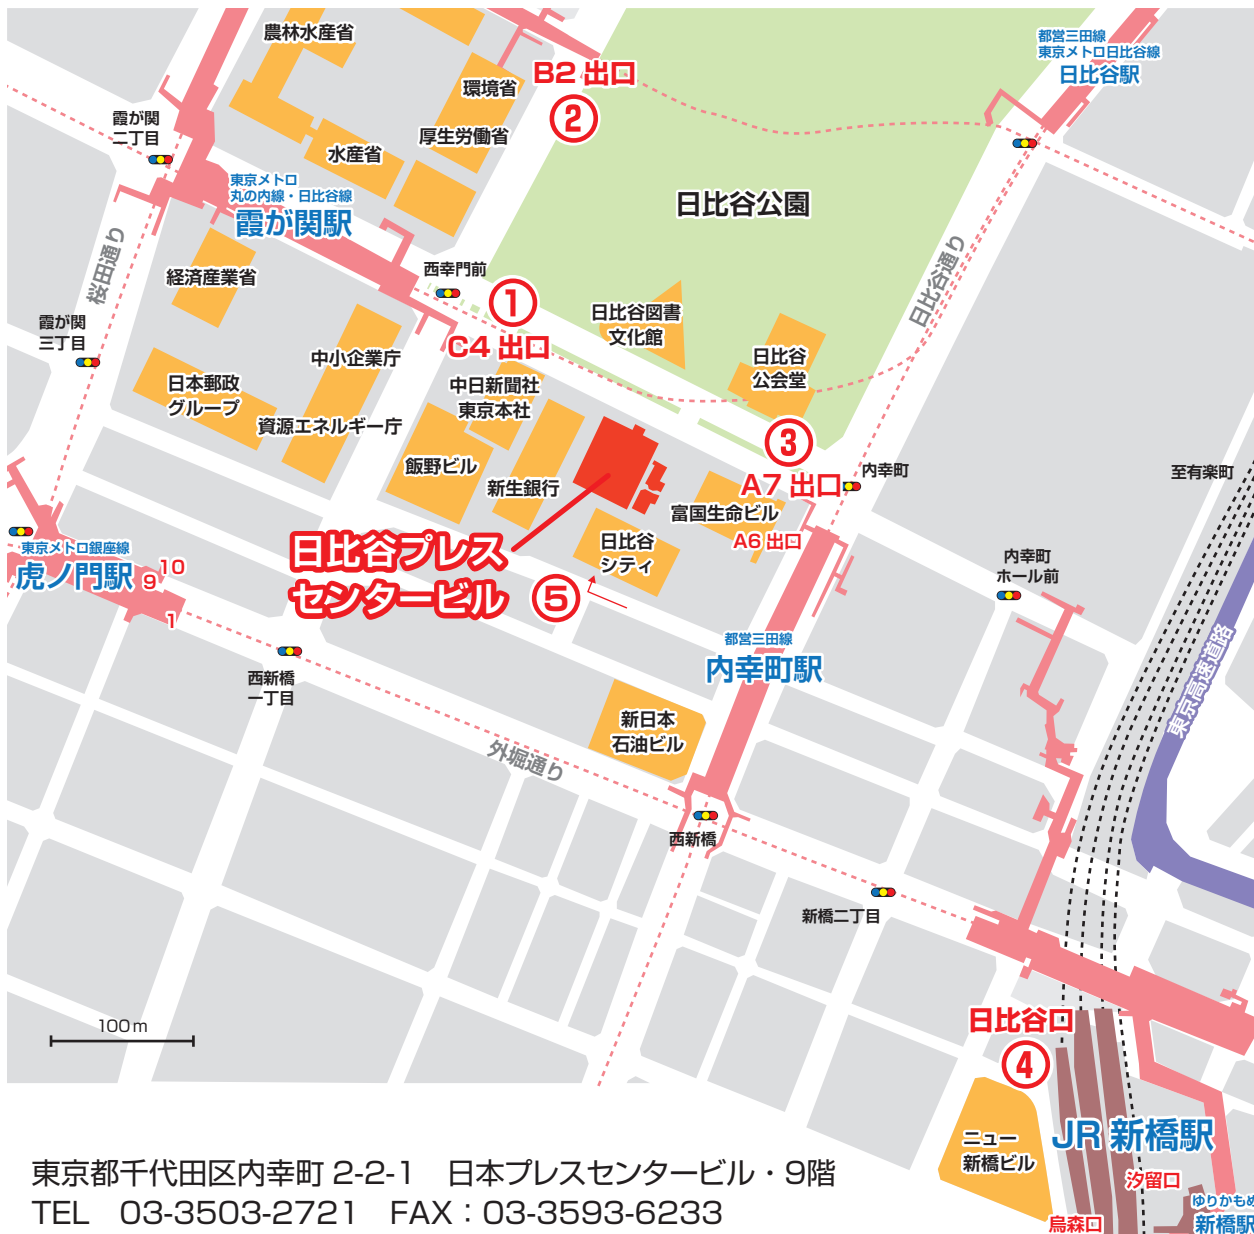 農林水産省
環境省
B2 出口
②
都営三田線
東京メトロ日比谷線
日比谷駅
霞が関
二丁目
厚生労働省
水産省
東京メトロ
丸の内線・日比谷線
霞が関駅
日比谷公園
桜田通り
日比谷通り
経済産業省
西幸門前
①
C4 出口
霞が関
三丁目
日比谷図書
文化館
日比谷
公会堂
中小企業庁
日本郵政
グループ
中日新聞社
東京本社
資源エネルギー庁
③
A7 出口
飯野ビル
新生銀行
内幸町
至有楽町
富国生命ビル
A6 出口
日比谷プレス
センタービル
日比谷
シティ
⑤
東京メトロ銀座線
虎ノ門駅
10
9
1
内幸町
ホール前
都営三田線
内幸町駅
西新橋
一丁目
東京高速道路
新日本
石油ビル
外堀通り
西新橋
新橋二丁目
100m
日比谷口
④
ニュー
新橋ビル
JR 新橋駅
汐留口
烏森口
ゆりかもめ
新橋駅
東京都千代田区内幸町 2-2-1 日本プレスセンタービル・9階
TEL 03-3503-2721 FAX：03-3593-6233